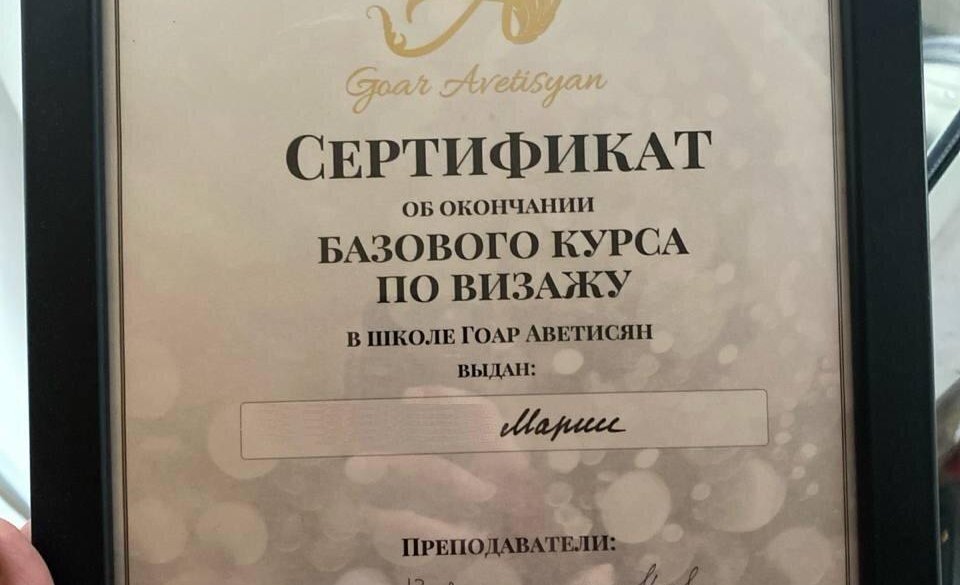 Goar Avetisyan
СЕРТИФИКАТ
ОБ ОКОНЧАНИИ
БАЗОВОГО КУРСА
ПО ВИЗАЖУ
В ШКОЛЕ ГОАР АВЕТИСЯН
ВЫДАН:
Марии
ПРЕПОДАВАТЕЛИ: